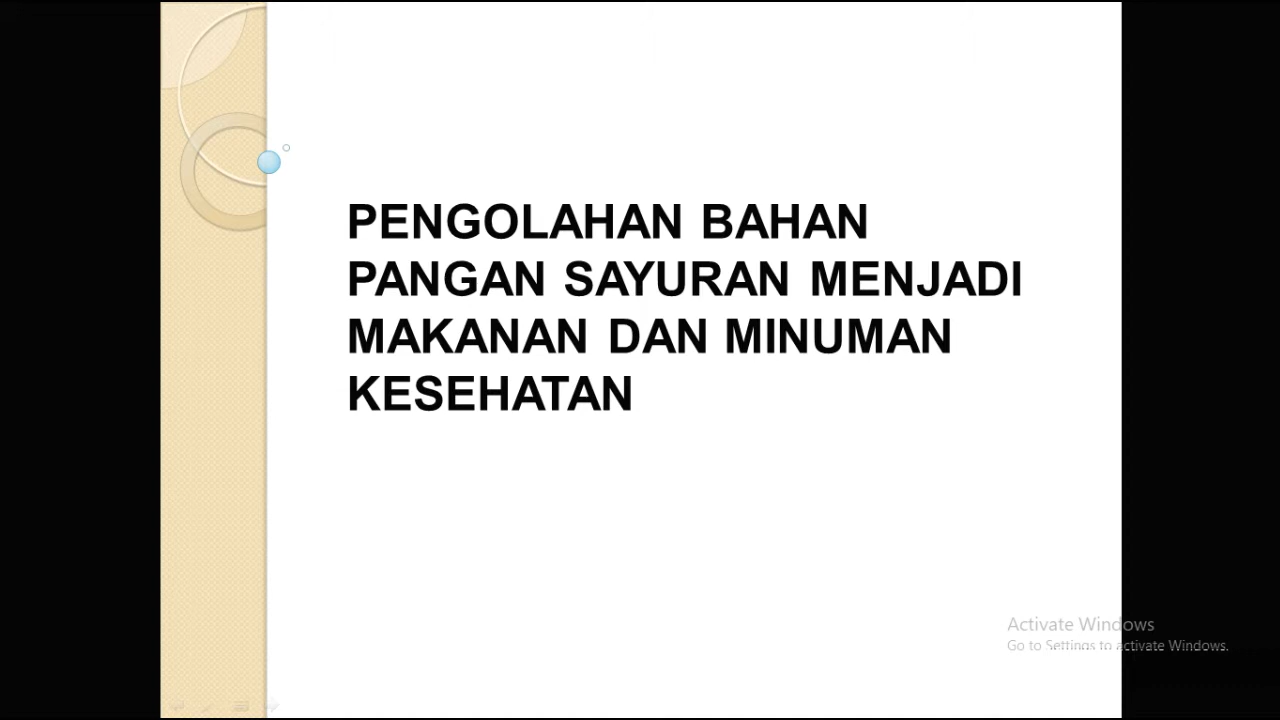 PENGOLAHAN BAHAN
PANGAN SAYURAN MENJADI
MAKANAN DAN MINUMAN
KESEHATAN
Activate Windows
Go to Settings to activate Windows.